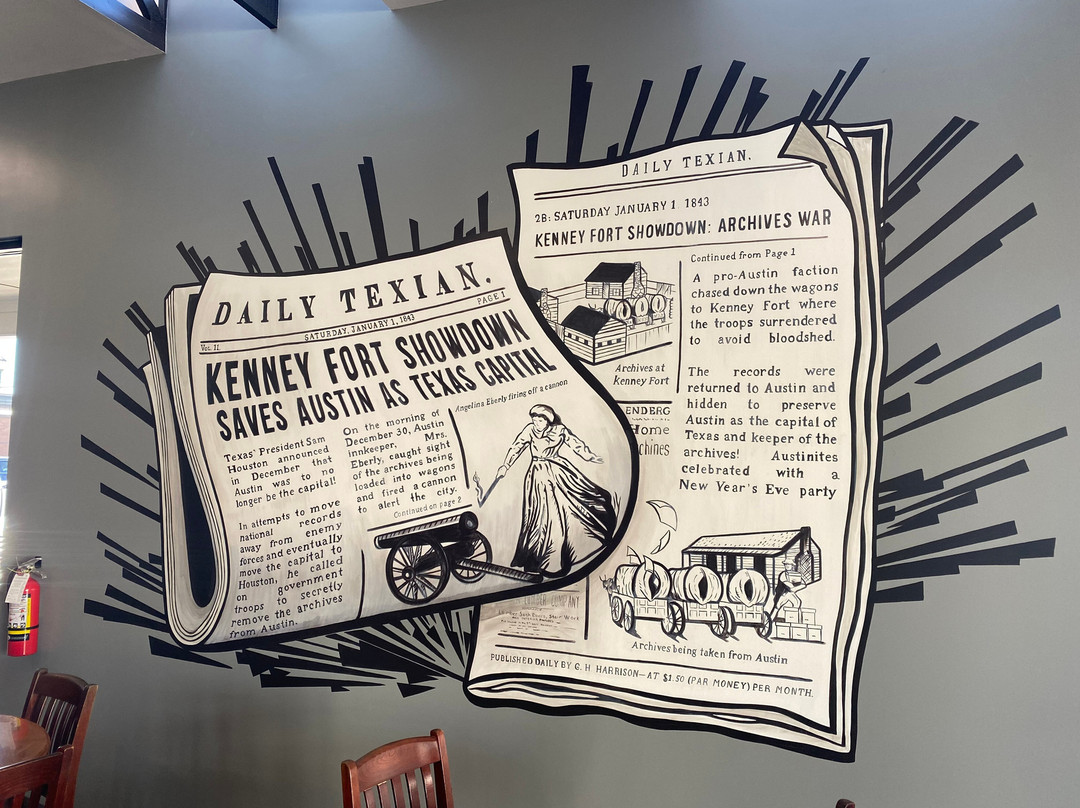 DAILY TEXIAN.
Vol. II.
SATURDAY, JANUARY 1, 1843
PAGE 1
KENNEY FORT SHOWDOWN
SAVES AUSTIN AS TEXAS CAPITAL
Texas' President Sam
Houston announced
in December that
Austin was to no
longer be the capital!
In attempts to move
national records
away from enemy
forces and eventually
move the capital to
Houston, he called
on government
troops to secretly
remove the archives
from Austin.
On the morning of
December 30, Austin
innkeeper, Mrs.
Eberly, caught sight
of the archives being
loaded into wagons
and fired a cannon
to alert the city.
Continued on page 2
Angelina Eberly firing off a cannon
DAILY TEXIAN.
2B: SATURDAY JANUARY 1 1843
KENNEY FORT SHOWDOWN: ARCHIVES WAR
Archives at
Kenney Fort
ENDERG
Home
chines
Continued from Page 1
A pro-Austin faction
chased down the wagons
to Kenney Fort where
the troops surrendered
to avoid bloodshed.
The records were
returned to Austin and
hidden to preserve
Austin as the capital of
Texas and keeper of the
archives! Austinites
celebrated with a
New Year's Eve party
COMPANY
Archives being taken from Austin
PUBLISHED DAILY BY G. H HARRISON—AT $1.50 (PAR MONEY) PER MONTH.